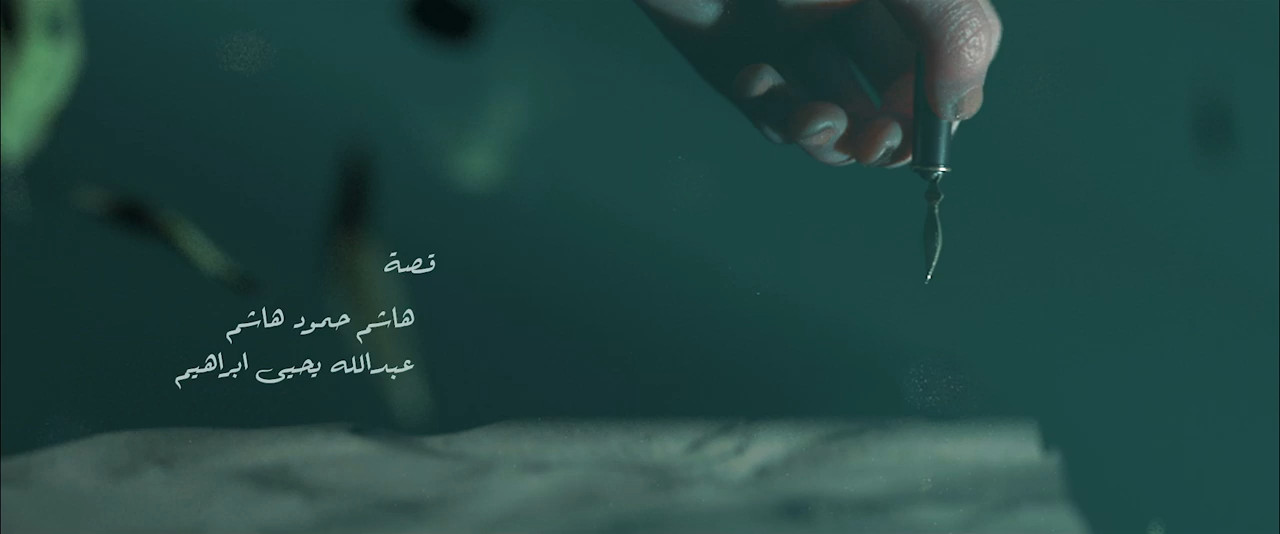 قصة
هاشم حمود هاشم
عبدالله يحيى ابراهيم